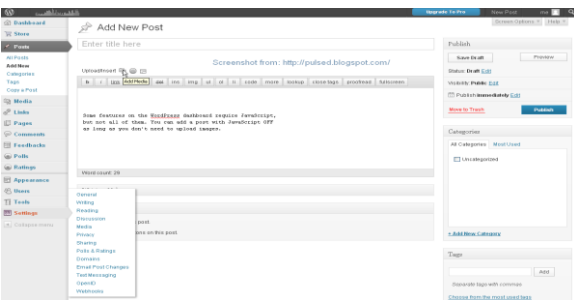 Upgrade To Pro
New Post
me
Screen Options
Help
Dashboard
Store
Posts
All Posts
Add New
Categories
Tags
Copy a Post
Media
Links
Pages
Comments
Feedbacks
Polls
Ratings
Appearance
Users
Tools
Settings
Collapse menu
General
Writing
Reading
Discussion
Media
Privacy
Sharing
Polls & Ratings
Domains
Email Post Changes
Text Messaging
OpenID
Webhooks
Add New Post
Enter title here
Screenshot from: http://pulsed.blogspot.com/
Upload/Insert
Add Media
b i link ins img ul ol li code more lookup close tags proofread fullscreen
Some features on the WordPress dashboard require JavaScript,
but not all of them. You can add a post with JavaScript OFF
as long as you don't need to upload images.
Word count: 29
post.
ions on this post.
Publish
Save Draft
Preview
Status: Draft Edit
Visibility: Public Edit
Publish immediately Edit
Move to Trash
Publish
Categories
All Categories Most Used
Uncategorized
+ Add New Category
Tags
Add
Separate tags with commas
Choose from the most used tags